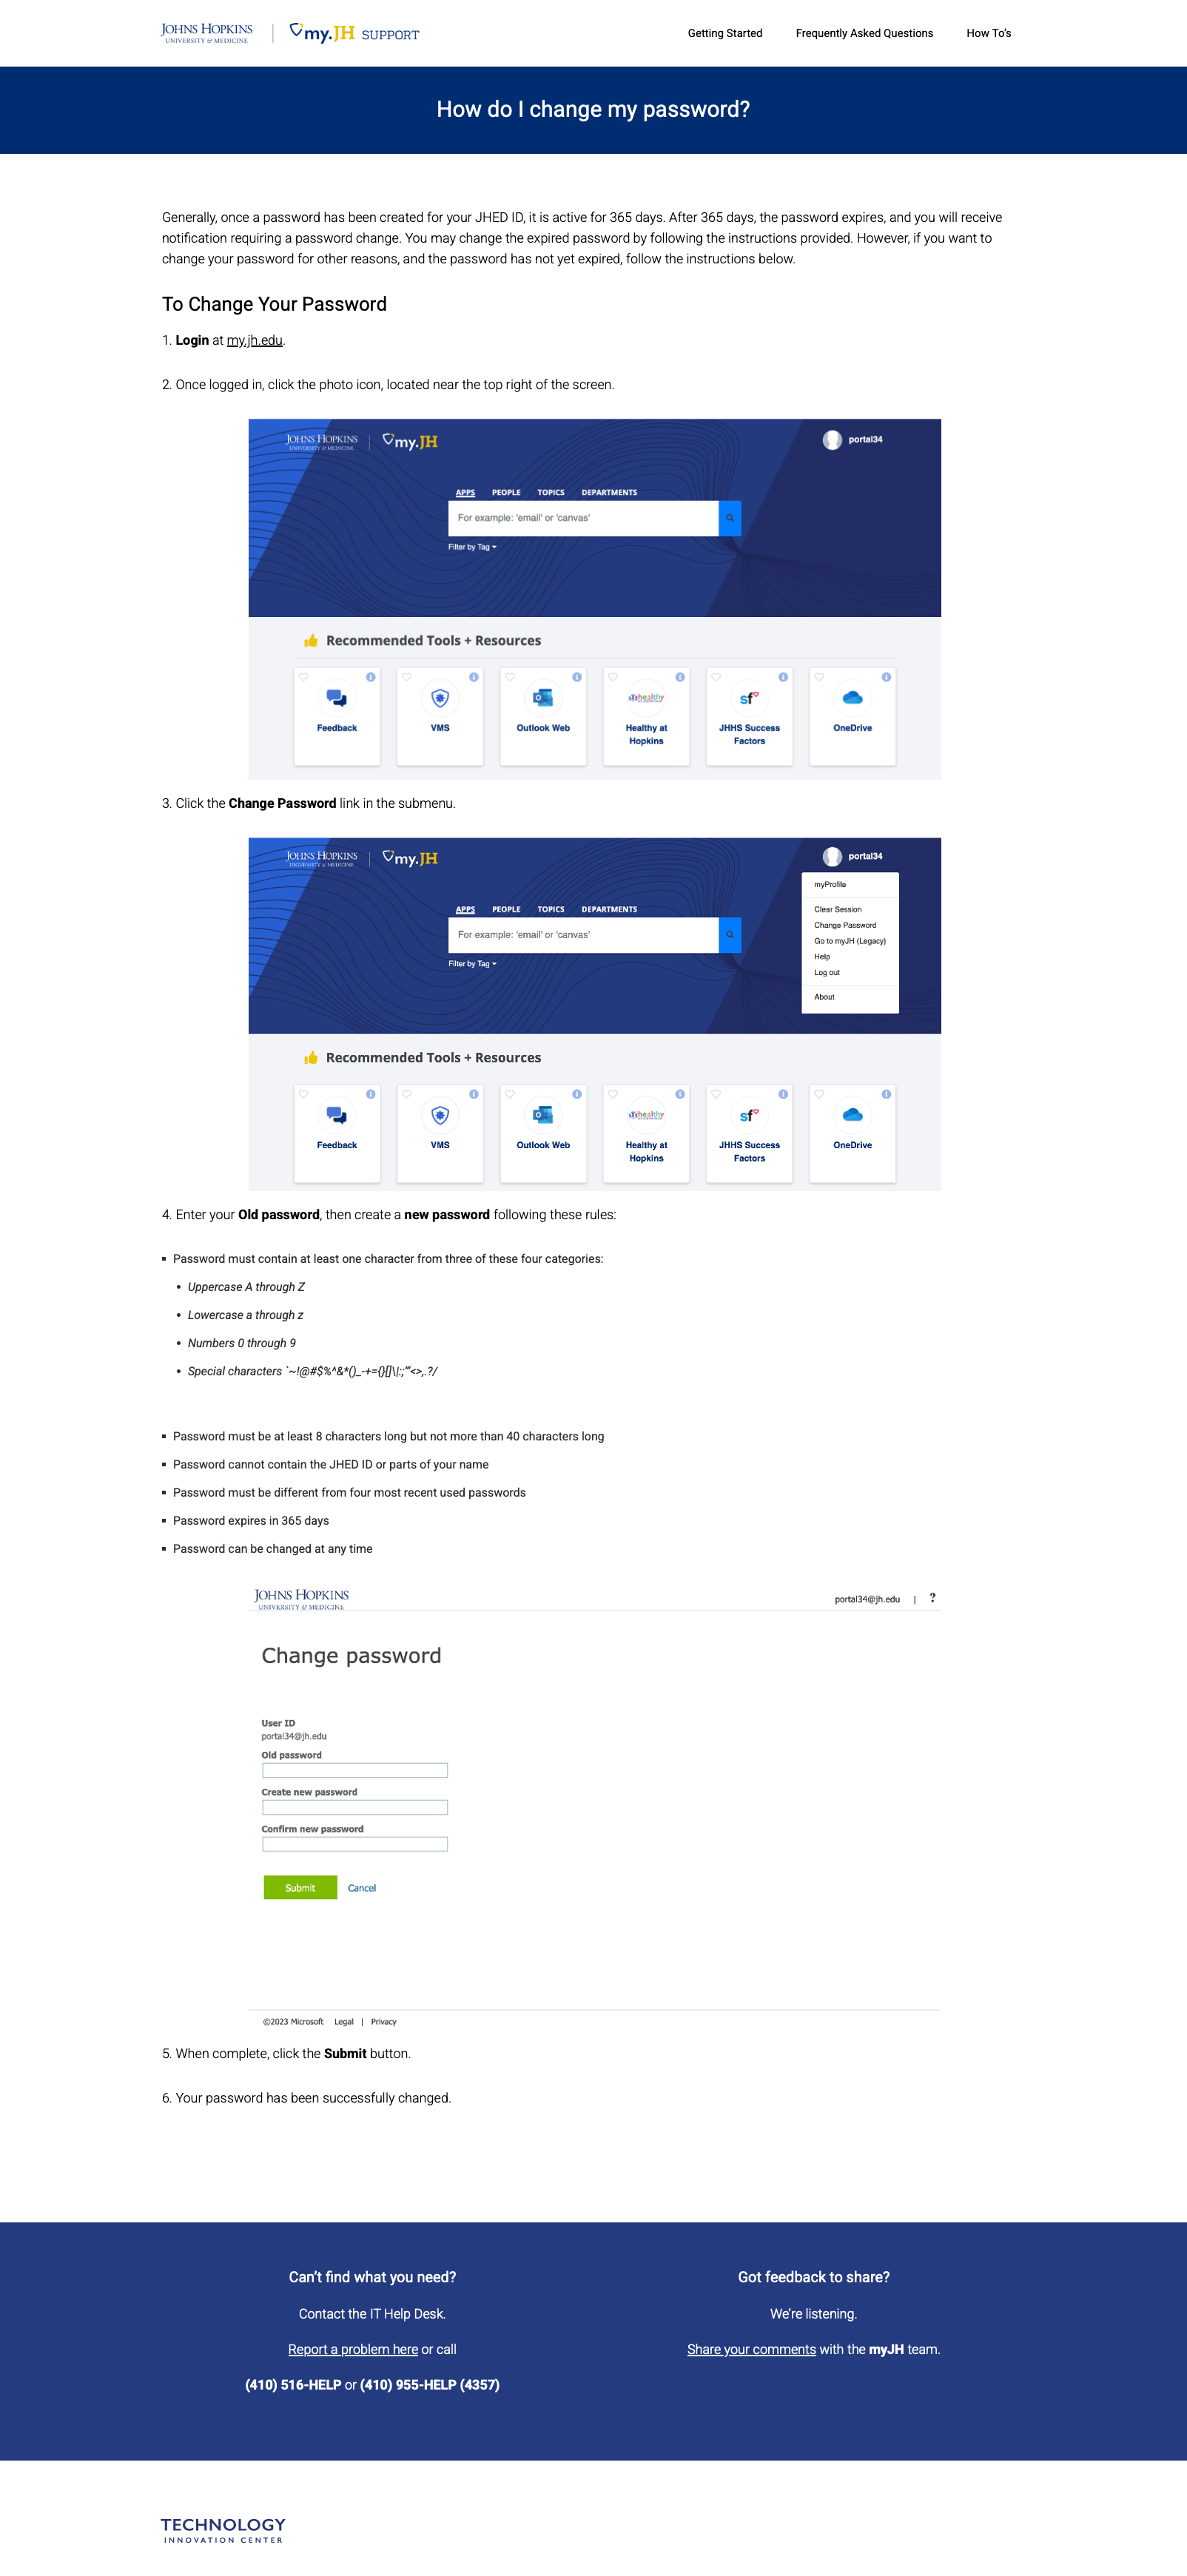 JOHNS HOPKINS
UNIVERSITY & MEDICINE
my.JH SUPPORT
Getting Started
Frequently Asked Questions
How To's
How do I change my password?
Generally, once a password has been created for your JHED ID, it is active for 365 days. After 365 days, the password expires, and you will receive
notification requiring a password change. You may change the expired password by following the instructions provided. However, if you want to
change your password for other reasons, and the password has not yet expired, follow the instructions below.
To Change Your Password
1. Login at my.jh.edu.
2. Once logged in, click the photo icon, located near the top right of the screen.
JOHNS HOPKINS
UNIVERSITY & MEDICINE
my.JH
portal34
APPS PEOPLE TOPICS DEPARTMENTS
For example: 'email' or 'canvas'
Filter by Tag
Recommended Tools + Resources
Feedback
VMS
Outlook Web
healthy
Healthy at
Hopkins
sf
JHHS Success
Factors
OneDrive
3. Click the Change Password link in the submenu.
JOHNS HOPKINS
UNIVERSITY & MEDICINE
my.JH
portal34
myProfile
Clear Session
Change Password
Go to myJH (Legacy)
Help
Log out
About
APPS PEOPLE TOPICS DEPARTMENTS
For example: 'email' or 'canvas'
Filter by Tag
Recommended Tools + Resources
Feedback
VMS
Outlook Web
healthy
Healthy at
Hopkins
sf
JHHS Success
Factors
OneDrive
4. Enter your Old password, then create a new password following these rules:
Password must contain at least one character from three of these four categories:
Uppercase A through Z
Lowercase a through z
Numbers 0 through 9
Special characters `~!@#$%^&*()_-+={}[]\|:;"'<>,.?/
Password must be at least 8 characters long but not more than 40 characters long
Password cannot contain the JHED ID or parts of your name
Password must be different from four most recent used passwords
Password expires in 365 days
Password can be changed at any time
JOHNS HOPKINS
UNIVERSITY & MEDICINE
portal34@jh.edu | ?
Change password
User ID
portal34@jh.edu
Old password
Create new password
Confirm new password
Submit Cancel
©2023 Microsoft Legal | Privacy
5. When complete, click the Submit button.
6. Your password has been successfully changed.
Can't find what you need?
Contact the IT Help Desk.
Report a problem here or call
(410) 516-HELP or (410) 955-HELP (4357)
Got feedback to share?
We're listening.
Share your comments with the myJH team.
TECHNOLOGY
INNOVATION CENTER